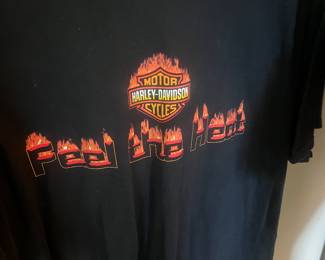 MOTOR
HARLEY-DAVIDSON
CYCLES
Feel the Heat